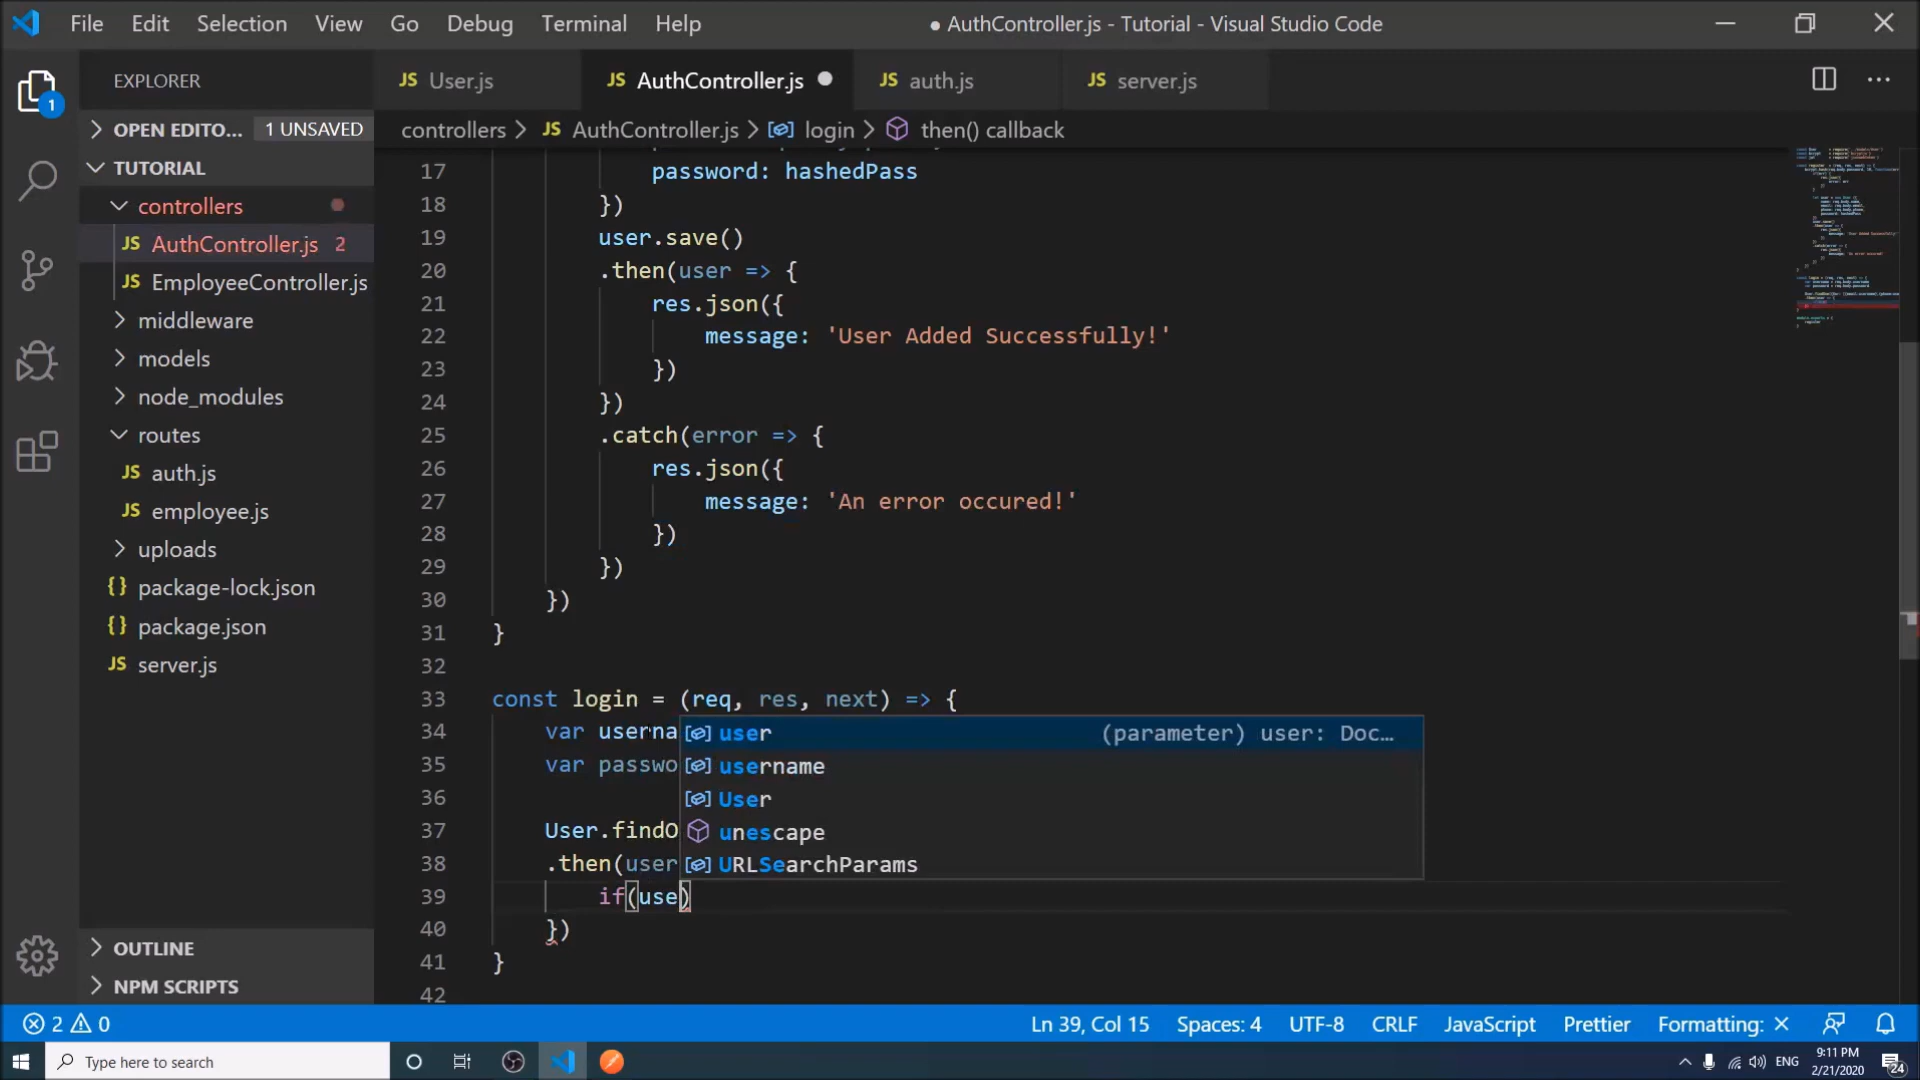 File Edit Selection View Go Debug Terminal Help
● AuthController.js - Tutorial - Visual Studio Code
EXPLORER
OPEN EDITO... 1 UNSAVED
TUTORIAL
controllers
JS AuthController.js 2
JS EmployeeController.js
middleware
models
node_modules
routes
JS auth.js
JS employee.js
uploads
{} package-lock.json
{} package.json
JS server.js
OUTLINE
NPM SCRIPTS
1
JS User.js
JS AuthController.js
JS auth.js
JS server.js
controllers > JS AuthController.js > login > then() callback
17 password: hashedPass
18 })
19 user.save()
20 .then(user => {
21 res.json({
22 message: 'User Added Successfully!'
23 })
24 })
25 .catch(error => {
26 res.json({
27 message: 'An error occured!'
28 })
29 })
30 })
31 }
32
33 const login = (req, res, next) => {
34 var userna
35 var passwo
36
37 User.findO
38 .then(user
39 if(use)
40 })
41 }
42
user (parameter) user: Doc...
username
User
unescape
URLSearchParams
2 0
Ln 39, Col 15 Spaces: 4 UTF-8 CRLF JavaScript Prettier Formatting: ×
Type here to search
ENG
9:11 PM
2/21/2020
24